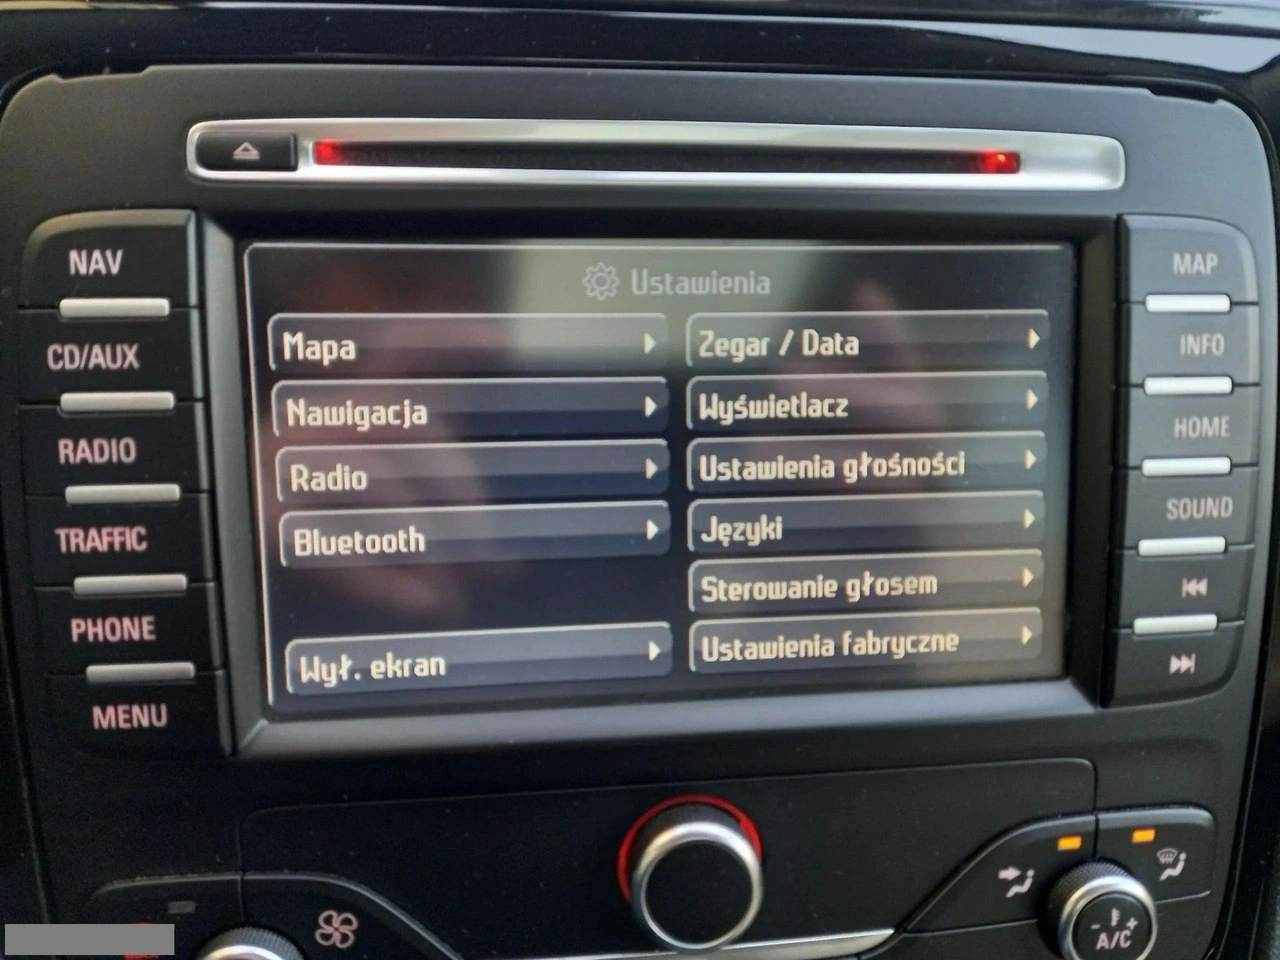 NAV
CD/AUX
RADIO
TRAFFIC
PHONE
MENU
Ustawienia
Mapa
Nawigacja
Radio
Bluetooth
Wył. ekran
Zegar / Data
Wyświetlacz
Ustawienia głośności
Języki
Sterowanie głosem
Ustawienia fabryczne
MAP
INFO
HOME
SOUND
- +
A/C